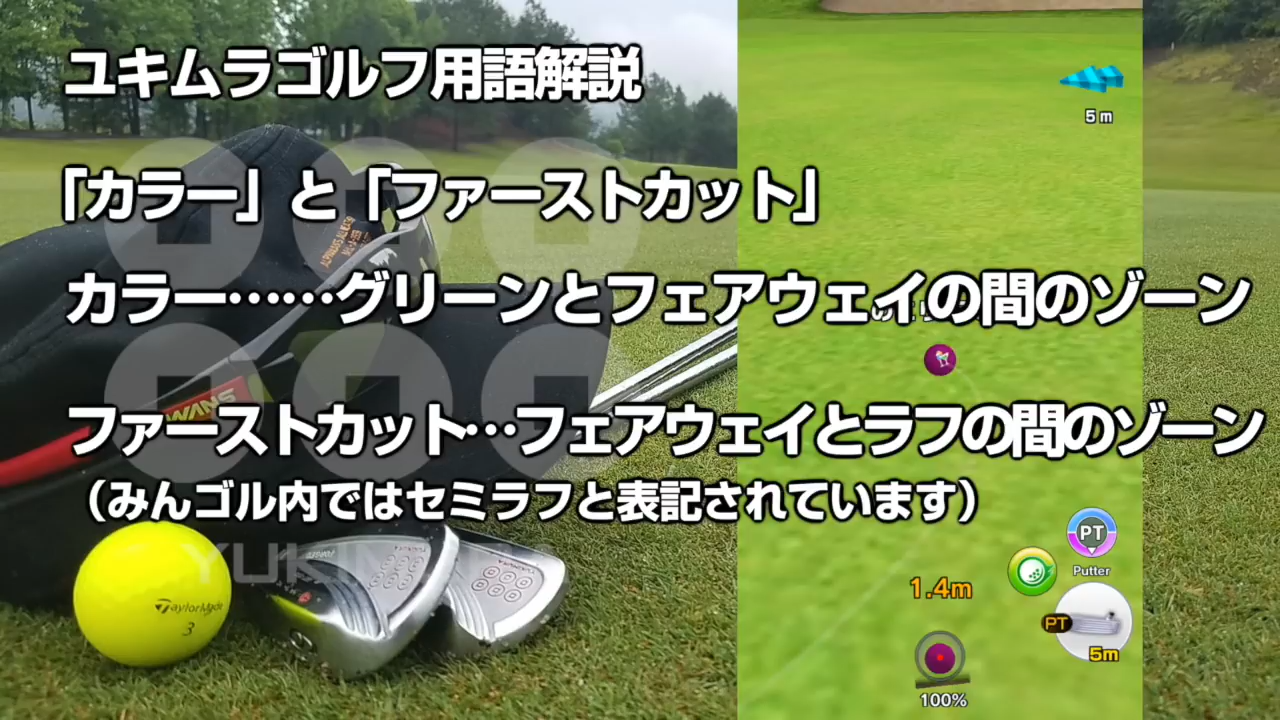 ユキムラゴルフ用語解説
「カラー」と「ファーストカット」
カラー……グリーンとフェアウェイの間のゾーン
ファーストカット…フェアウェイとラフの間のゾーン
（みんゴル内ではセミラフと表記されています）
5m
PT
Putter
1.4m
PT
5m
100%
SWANS
TaylorMade
3